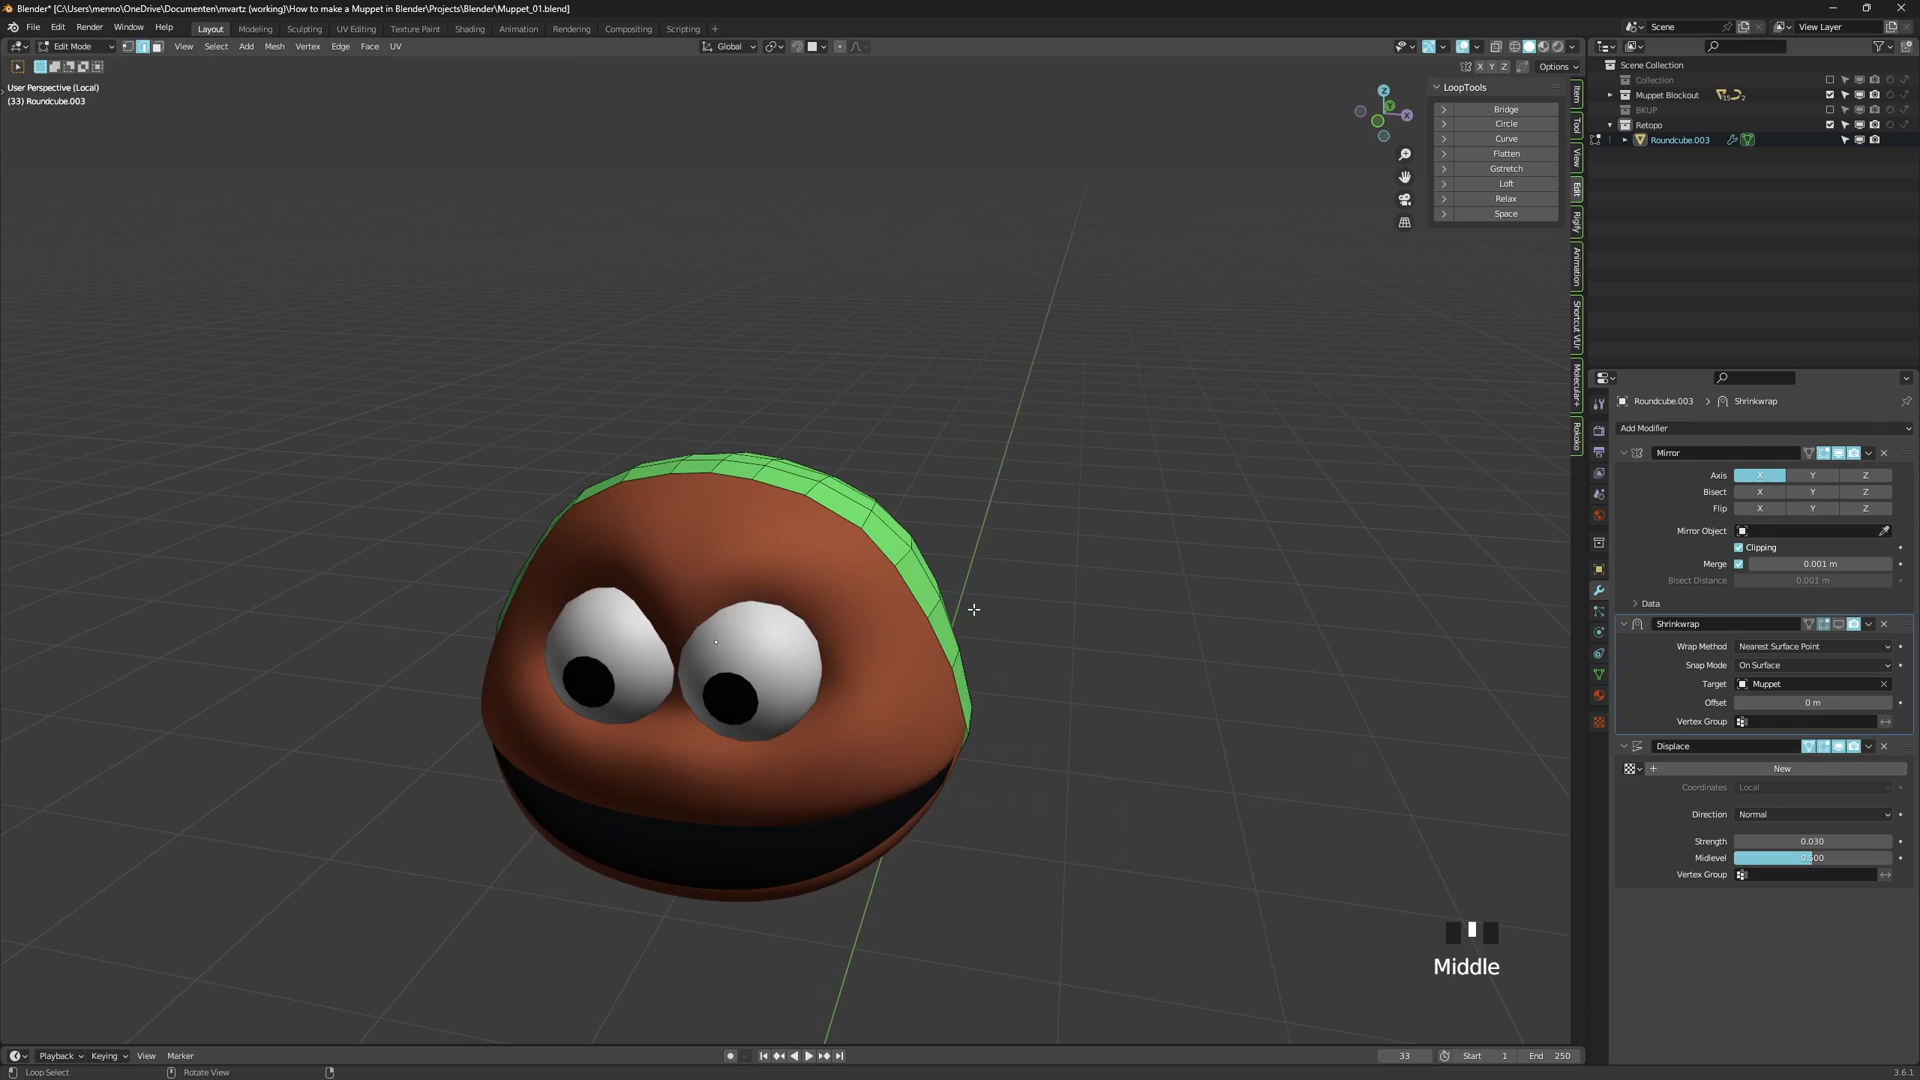 Blender* [C:\Users\menno\OneDrive\Documenten\mvartz (working)\How to make a Muppet in Blender\Projects\Blender\Muppet_01.blend]
File Edit Render Window Help Layout Modeling Sculpting UV Editing Texture Paint Shading Animation Rendering Compositing Scripting + Scene View Layer
Edit Mode View Select Add Mesh Vertex Edge Face UV Global
X Y Z Options
User Perspective (Local)
(33) Roundcube.003
Z
Y
X
LoopTools
Bridge
Circle
Curve
Flatten
Gstretch
Loft
Relax
Space
Item
Tool
View
Edit
Rigify
Animation
Shortcut VUr
Molecular+
Rokoko
Scene Collection
Collection
Muppet Blockout 15 2
BKUP
Retopo
Roundcube.003
Roundcube.003 > Shrinkwrap
Add Modifier
Mirror
Axis X Y Z
Bisect X Y Z
Flip X Y Z
Mirror Object
Clipping
Merge 0.001 m
Bisect Distance 0.001 m
Data
Shrinkwrap
Wrap Method Nearest Surface Point
Snap Mode On Surface
Target Muppet
Offset 0 m
Vertex Group
Displace
New
Coordinates Local
Direction Normal
Strength 0.030
Midlevel 0.500
Vertex Group
Middle
Playback Keying View Marker 33 Start 1 End 250
Loop Select Rotate View 3.6.1